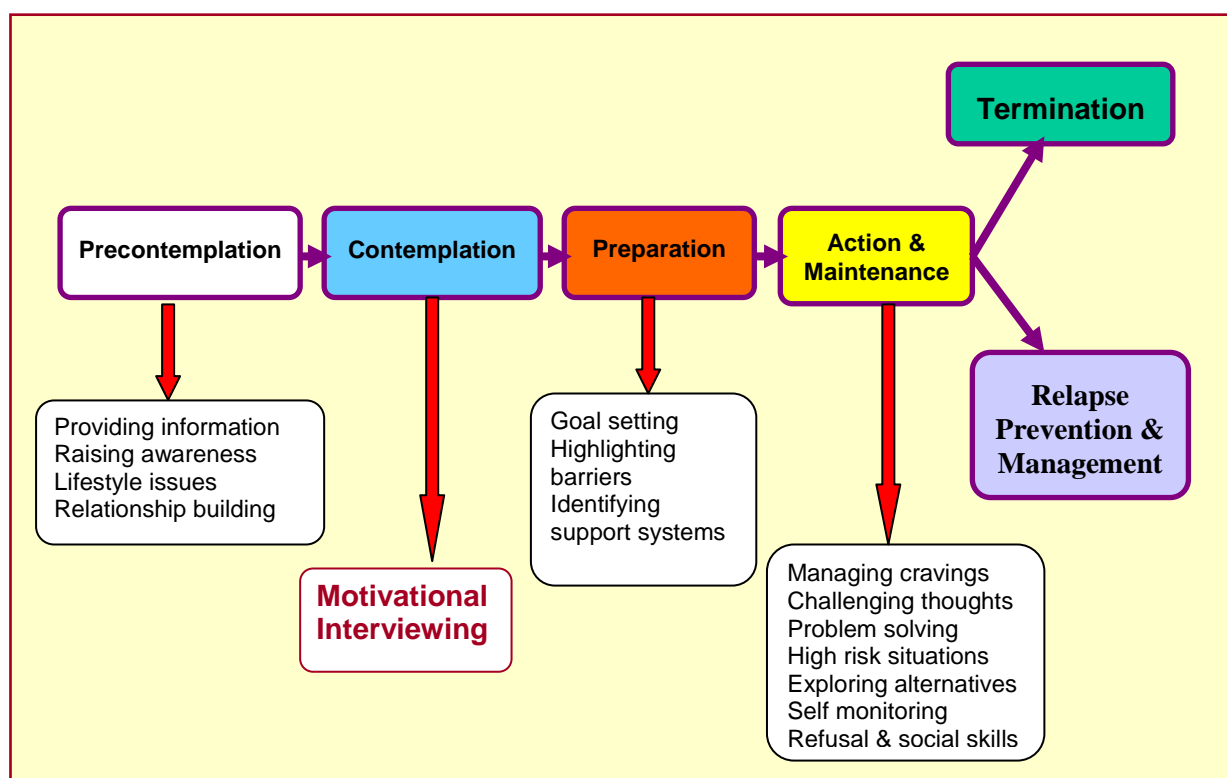 Termination
Precontemplation
Contemplation
Preparation
Action &
Maintenance
Relapse
Prevention &
Management
Providing information
Raising awareness
Lifestyle issues
Relationship building
Motivational
Interviewing
Goal setting
Highlighting
barriers
Identifying
support systems
Managing cravings
Challenging thoughts
Problem solving
High risk situations
Exploring alternatives
Self monitoring
Refusal & social skills